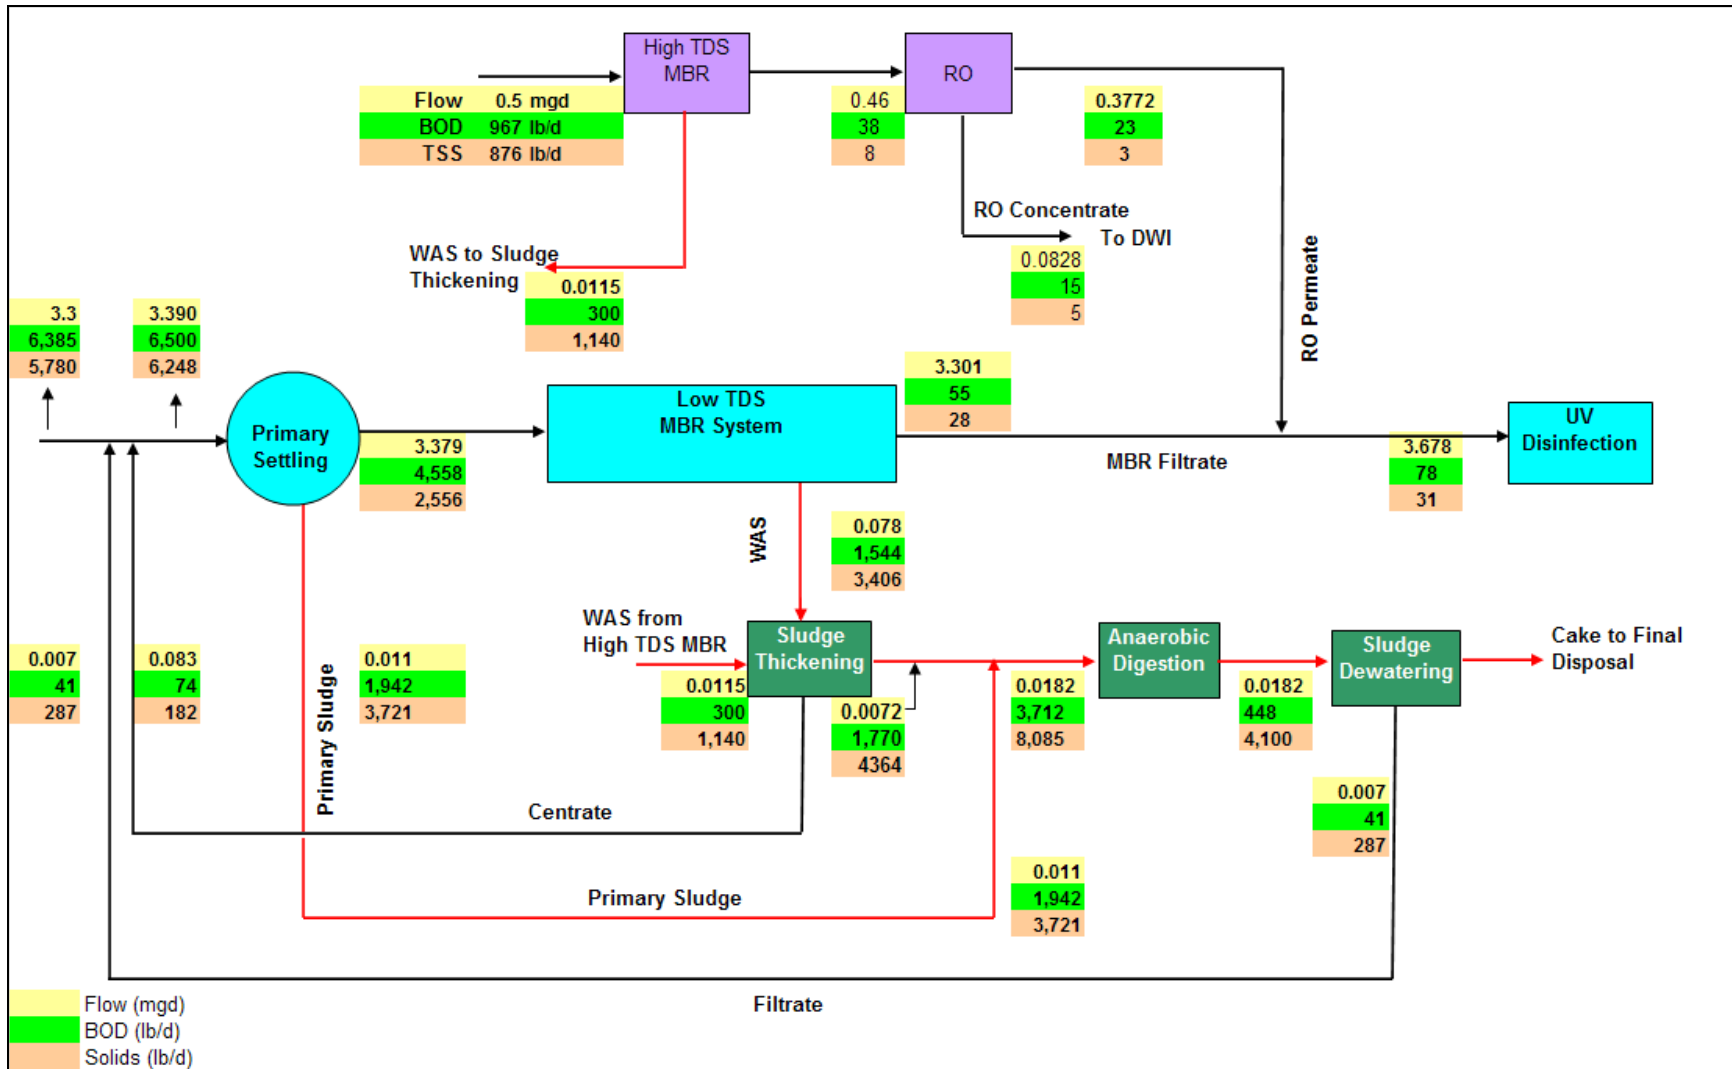 High TDS
MBR
RO
Flow 0.5 mgd
BOD 967 lb/d
TSS 876 lb/d
0.46
38
8
0.3772
23
3
RO Concentrate
To DWI
0.0828
15
5
WAS to Sludge
Thickening
0.0115
300
1,140
RO Permeate
3.3
6,385
5,780
3.390
6,500
6,248
Primary
Settling
3.379
4,558
2,556
Low TDS
MBR System
3.301
55
28
MBR Filtrate
UV
Disinfection
3.678
78
31
WAS
0.078
1,544
3,406
WAS from
High TDS MBR
0.0115
300
1,140
Sludge
Thickening
0.0072
1,770
4364
0.0182
3,712
8,085
Anaerobic
Digestion
0.0182
448
4,100
Sludge
Dewatering
Cake to Final
Disposal
0.007
41
287
0.083
74
182
Primary Sludge
0.011
1,942
3,721
Centrate
0.007
41
287
Primary Sludge
0.011
1,942
3,721
Filtrate
Flow (mgd)
BOD (lb/d)
Solids (lb/d)